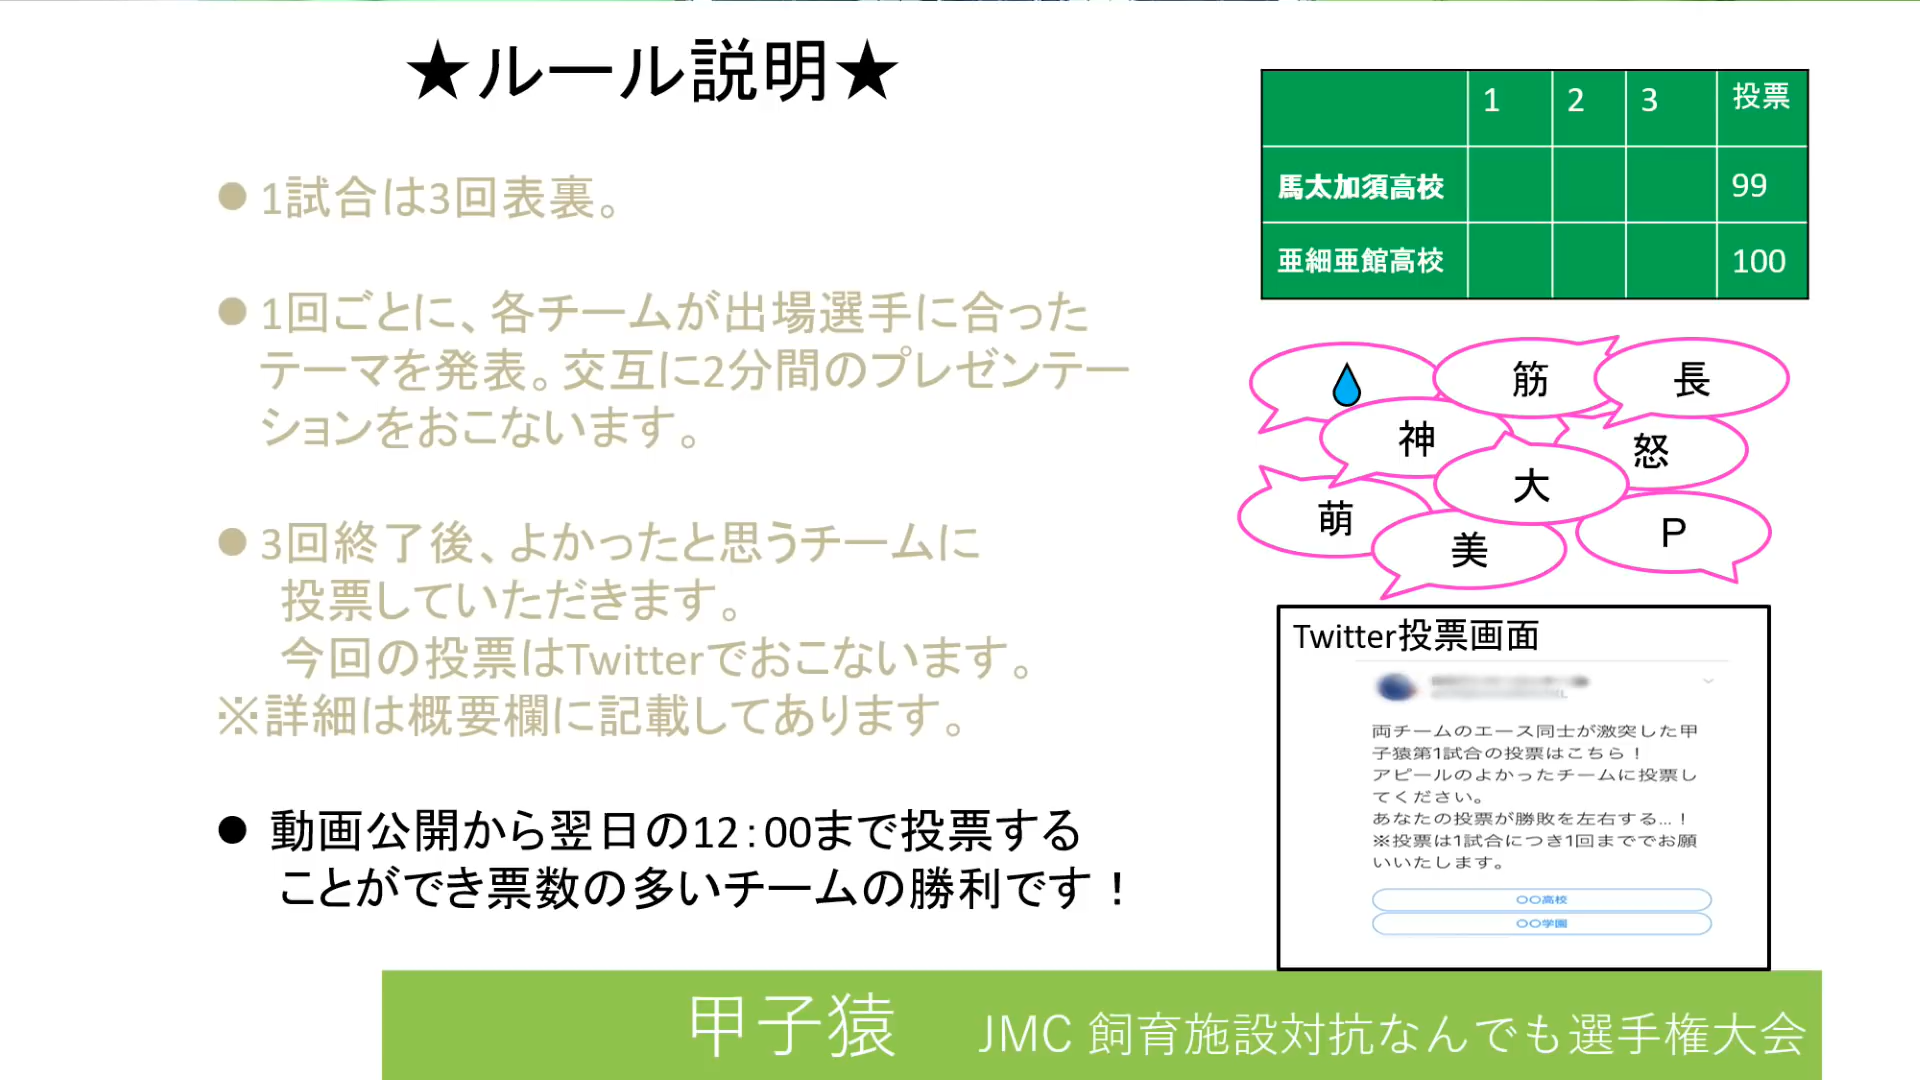 ★ルール説明★
● 1試合は3回表裏。
● 1回ごとに、各チームが出場選手に合った
テーマを発表。交互に2分間のプレゼンテー
ションをおこないます。
● 3回終了後、よかったと思うチームに
投票していただきます。
今回の投票はTwitterでおこないます。
※詳細は概要欄に記載してあります。
● 動画公開から翌日の12:00まで投票する
ことができ票数の多いチームの勝利です！
1 2 3 投票
馬太加須高校 99
亜細亜館高校 100
筋
長
神
怒
大
萌
美
P
Twitter投票画面
両チームのエース同士が激突した甲
子猿第1試合の投票はこちら！
アピールのよかったチームに投票し
てください。
あなたの投票が勝敗を左右する…！
※投票は1試合につき1回まででお願
いいたします。
〇〇高校
〇〇学園
甲子猿 JMC 飼育施設対抗なんでも選手権大会